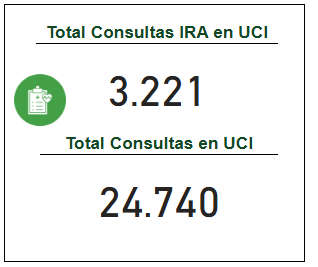 Total Consultas IRA en UCI
3.221
Total Consultas en UCI
24.740